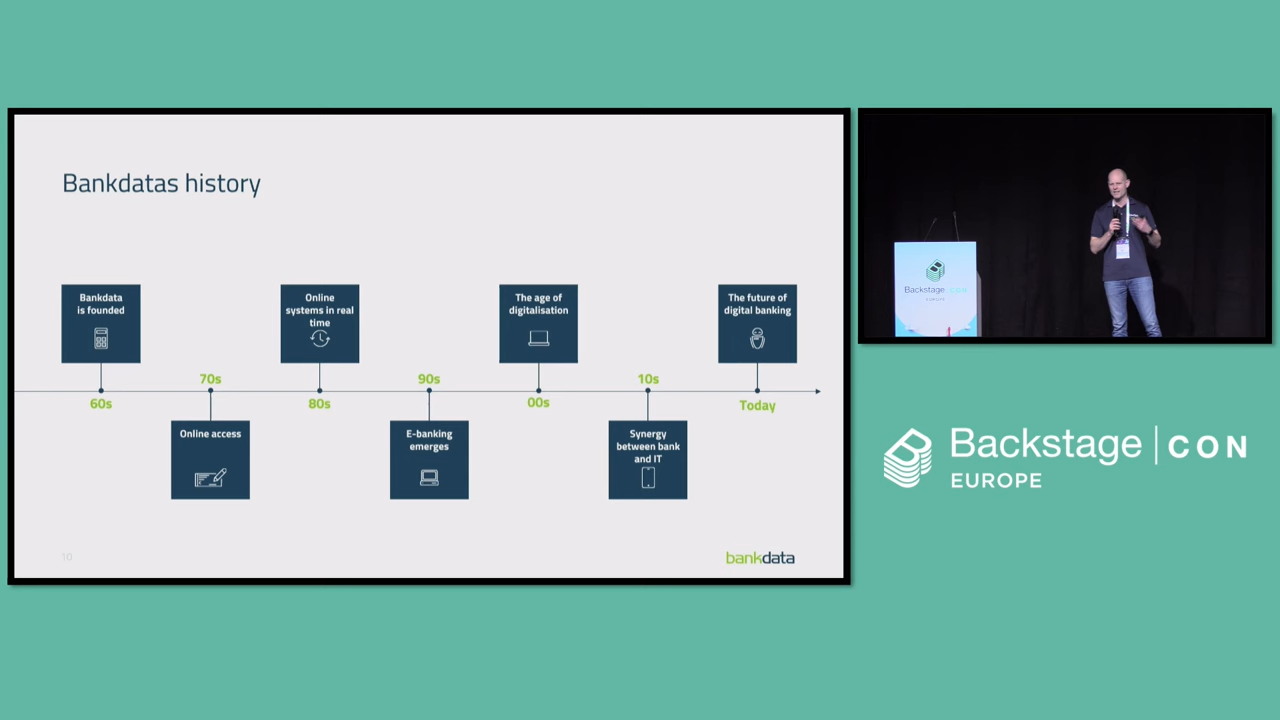 Bankdatas history
Bankdata
is founded
Online
systems in real
time
The age of
digitalisation
The future of
digital banking
70s
90s
10s
60s
80s
00s
Today
Online access
E-banking
emerges
Synergy
between bank
and IT
10
bankdata
Backstage
EUROPE
Backstage | CON
EUROPE